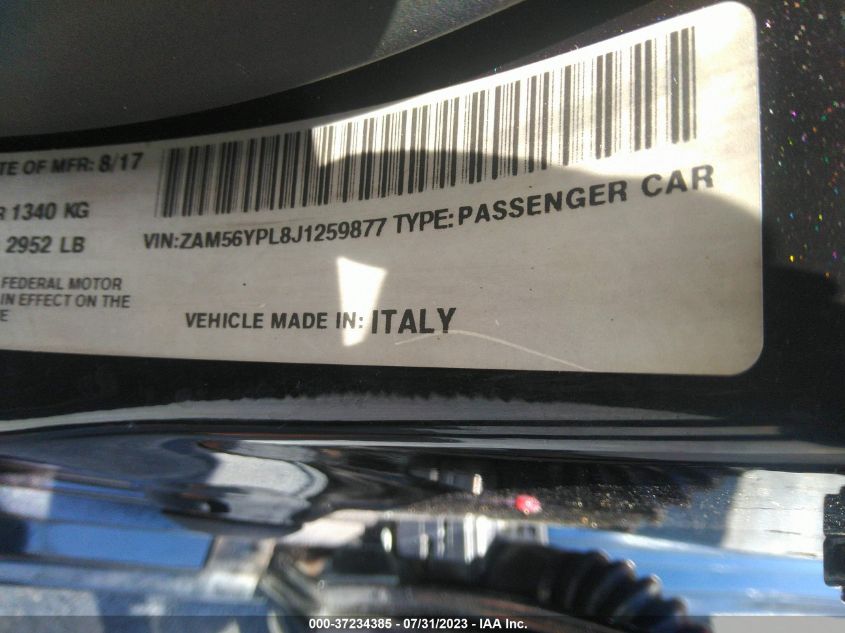 TE OF MFR: 8/17
R 1340 KG
2952 LB
VIN:ZAM56YPL8J1259877 TYPE:PASSENGER CAR
FEDERAL MOTOR
IN EFFECT ON THE
E
VEHICLE MADE IN: ITALY
000-37234385 - 07/31/2023 - IAA Inc.